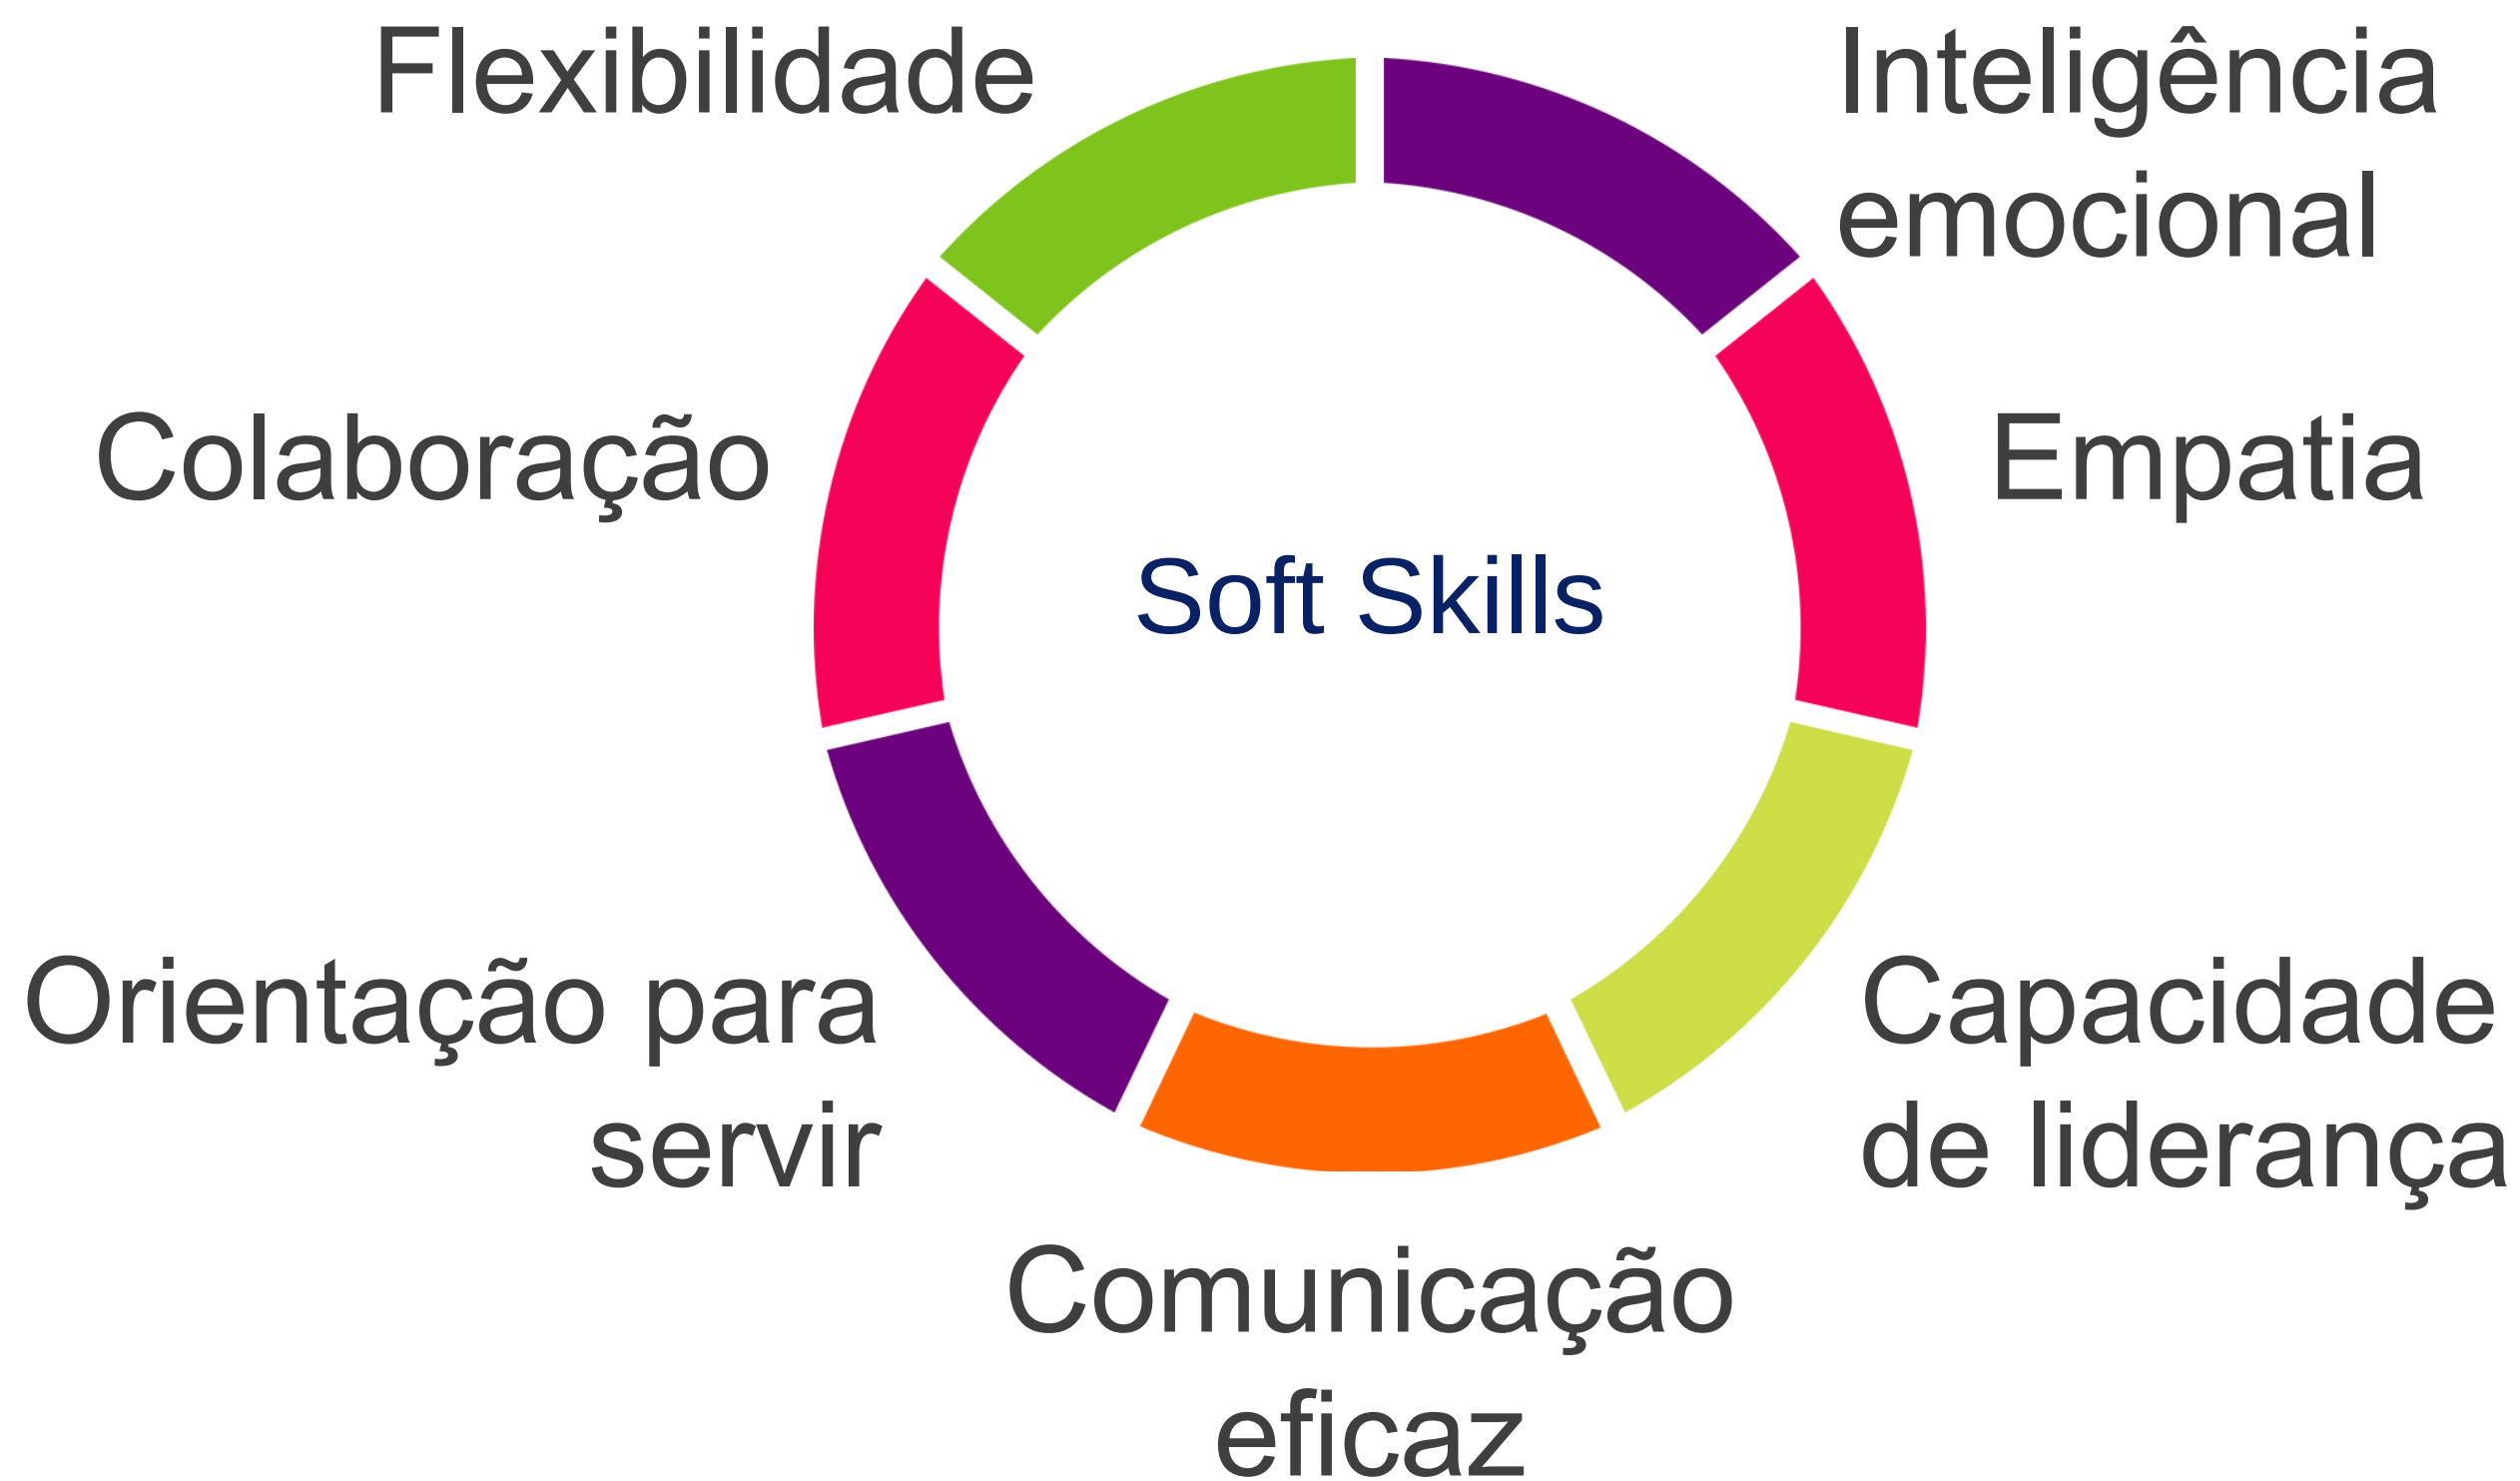 Flexibilidade
Inteligência
emocional
Colaboração
Empatia
Soft Skills
Orientação para
servir
Capacidade
de liderança
Comunicação
eficaz